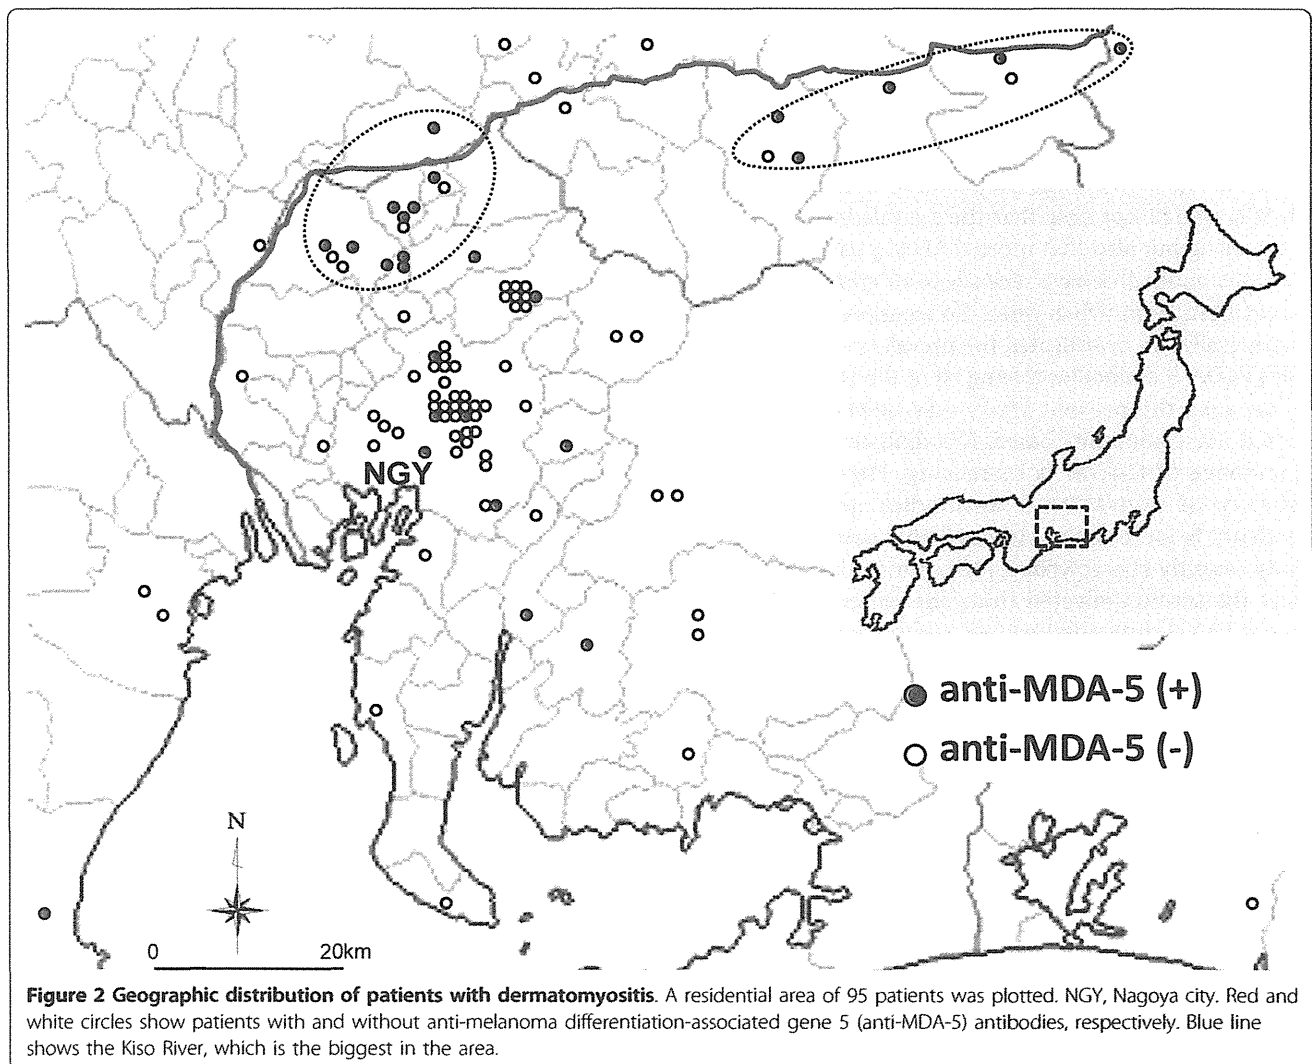 NGY
anti-MDA-5 (+)
anti-MDA-5 (-)
N
0 20km
Figure 2 Geographic distribution of patients with dermatomyositis. A residential area of 95 patients was plotted. NGY, Nagoya city. Red and
white circles show patients with and without anti-melanoma differentiation-associated gene 5 (anti-MDA-5) antibodies, respectively. Blue line
shows the Kiso River, which is the biggest in the area.